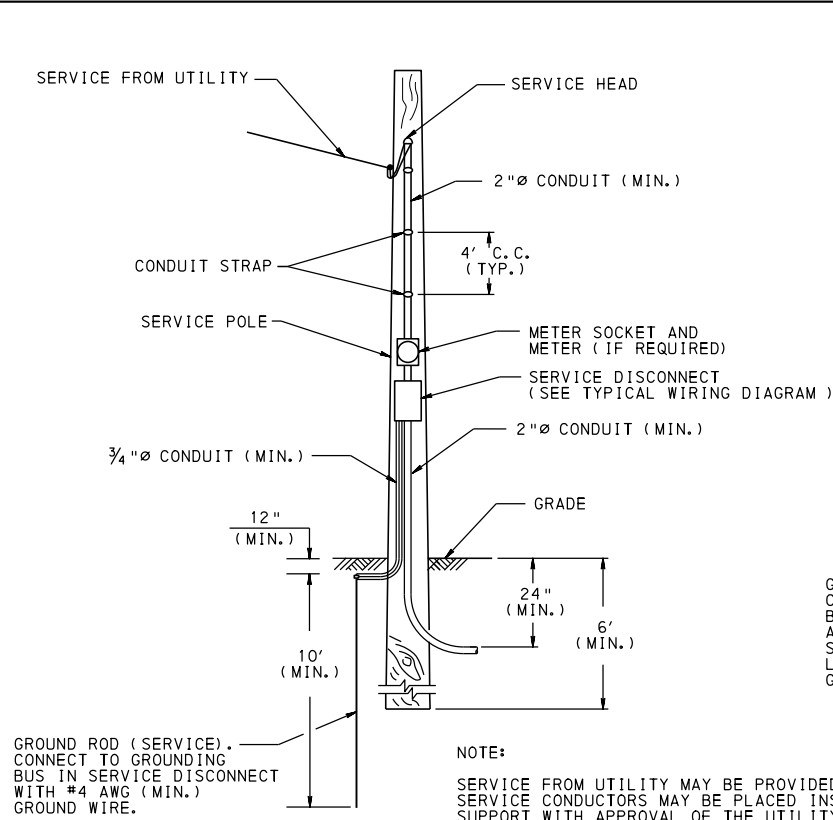 SERVICE FROM UTILITY
SERVICE HEAD
2"Ø CONDUIT (MIN.)
4' C.C.
(TYP.)
CONDUIT STRAP
SERVICE POLE
METER SOCKET AND
METER (IF REQUIRED)
SERVICE DISCONNECT
(SEE TYPICAL WIRING DIAGRAM )
2"Ø CONDUIT (MIN.)
¾"Ø CONDUIT (MIN.)
GRADE
12"
(MIN.)
24"
(MIN.)
6'
(MIN.)
10'
(MIN.)
G
C
B
A
S
L
G
GROUND ROD (SERVICE).
CONNECT TO GROUNDING
BUS IN SERVICE DISCONNECT
WITH #4 AWG (MIN.)
GROUND WIRE.
NOTE:
SERVICE FROM UTILITY MAY BE PROVIDED
SERVICE CONDUCTORS MAY BE PLACED INS
SUPPORT WITH APPROVAL OF THE UTILITY